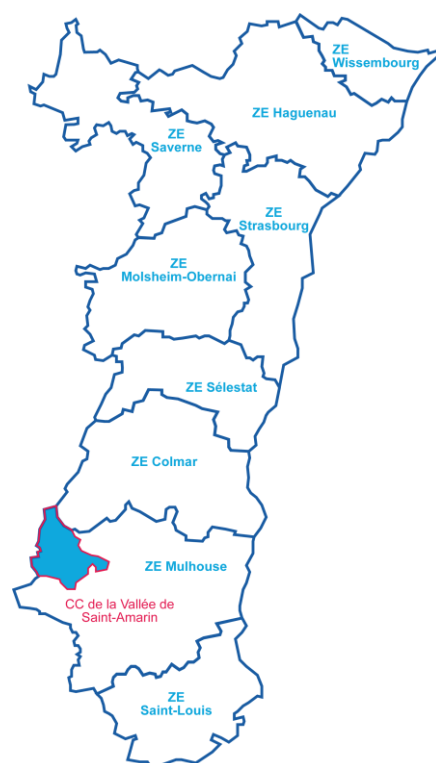 ZE
Wissembourg
ZE Haguenau
ZE
Saverne
ZE
Strasbourg
ZE
Molsheim-Obernai
ZE Sélestat
ZE Colmar
ZE Mulhouse
CC de la Vallée de
Saint-Amarin
ZE
Saint-Louis